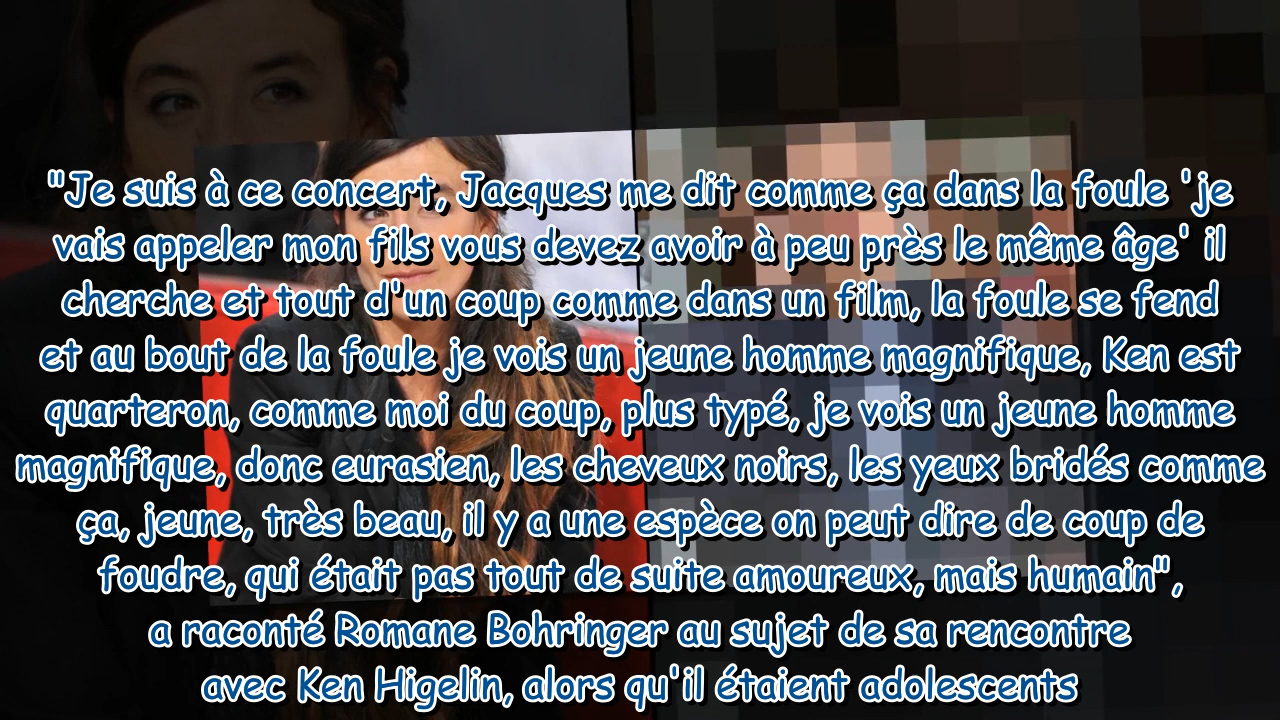 "Je suis à ce concert, Jacques me dit comme ça dans la foule 'je
vais appeler mon fils vous devez avoir à peu près le même âge' il
cherche et tout d'un coup comme dans un film, la foule se fend
et au bout de la foule je vois un jeune homme magnifique, Ken est
quarteron, comme moi du coup, plus typé, je vois un jeune homme
magnifique, donc eurasien, les cheveux noirs, les yeux bridés comme
ça, jeune, très beau, il y a une espèce on peut dire de coup de
foudre, qui était pas tout de suite amoureux, mais humain",
a raconté Romane Bohringer au sujet de sa rencontre
avec Ken Higelin, alors qu'il étaient adolescents